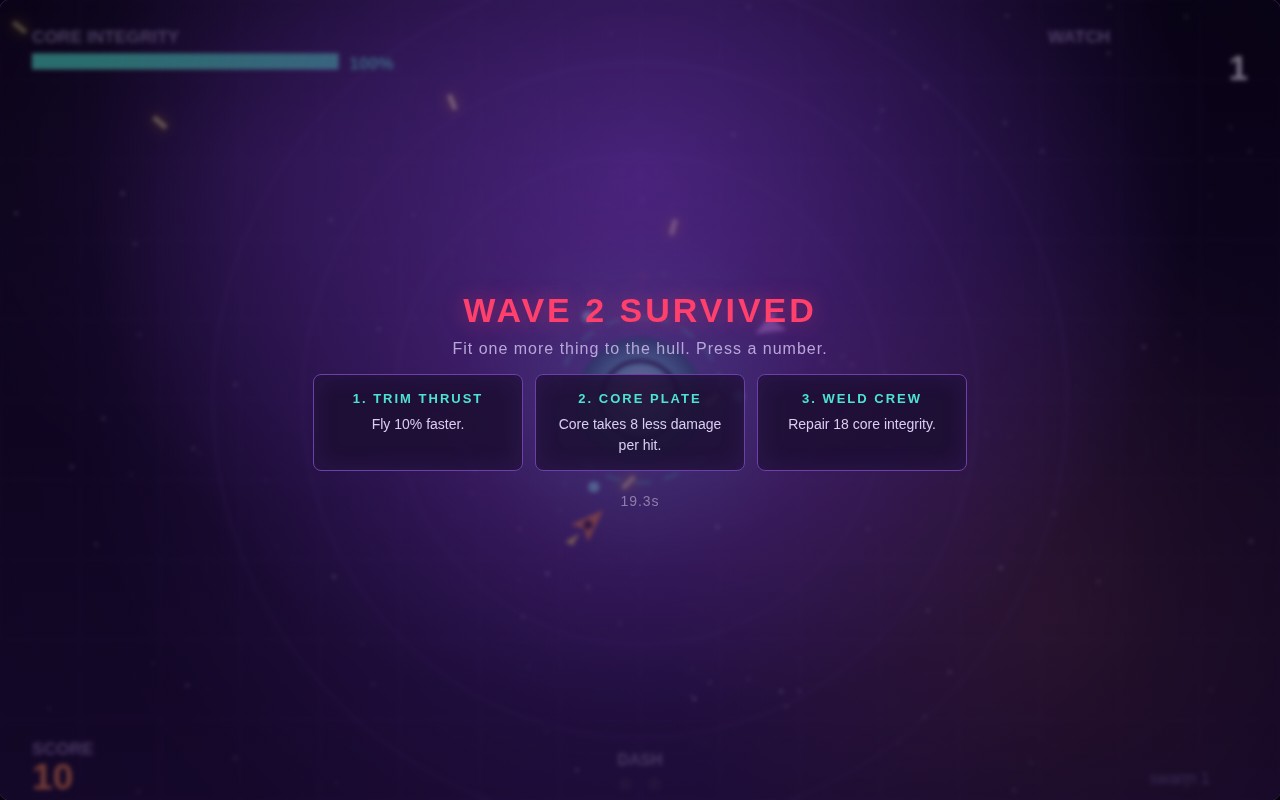 CORE INTEGRITY
100%
WATCH
1
WAVE 2 SURVIVED
Fit one more thing to the hull. Press a number.
1. TRIM THRUST
Fly 10% faster.
2. CORE PLATE
Core takes 8 less damage
per hit.
3. WELD CREW
Repair 18 core integrity.
19.3s
SCORE
10
DASH
swarm 1